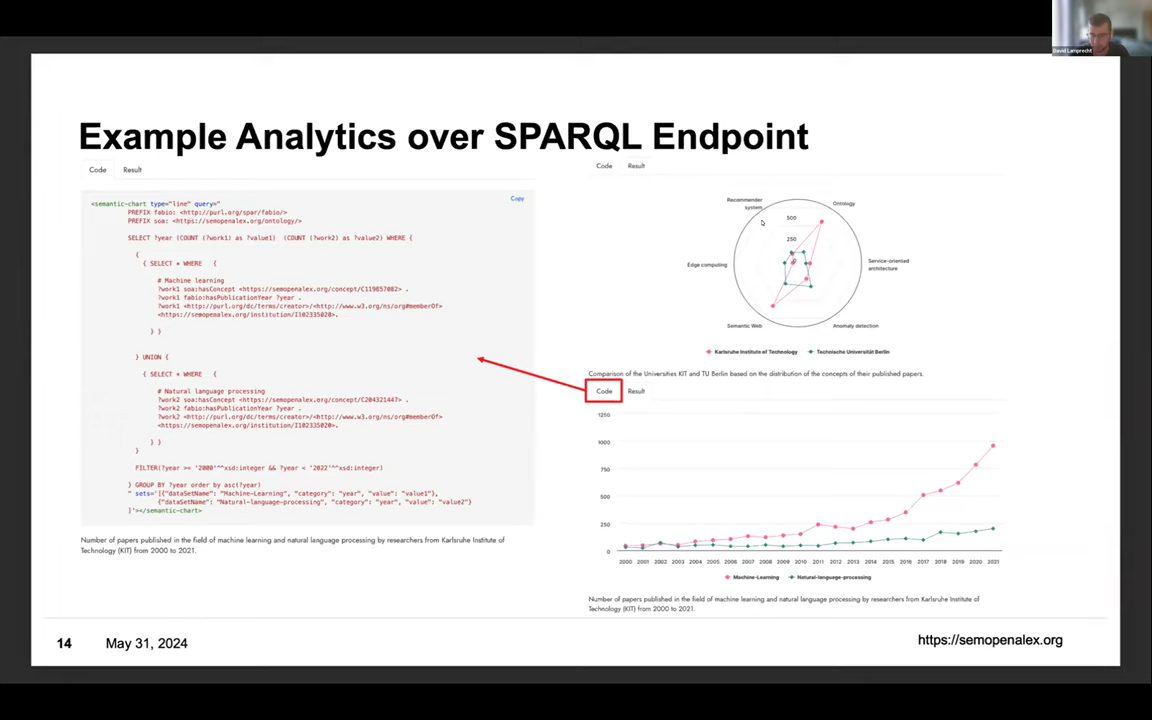 David Lamprecht
Example Analytics over SPARQL Endpoint
Code Result
Copy
<semantic-chart type="line" query="
PREFIX fabio: <http://purl.org/spar/fabio/>
PREFIX soa: <https://semopenalex.org/ontology/>
SELECT ?year (COUNT (?work1) as ?value1) (COUNT (?work2) as ?value2) WHERE {
{
{ SELECT * WHERE {
# Machine learning
?work1 soa:hasConcept <https://semopenalex.org/concept/C119857082> .
?work1 fabio:hasPublicationYear ?year .
?work1 <http://purl.org/dc/terms/creator>/<http://www.w3.org/ns/org#memberOf>
<https://semopenalex.org/institution/I102335020>.
} }
} UNION {
{ SELECT * WHERE {
# Natural language processing
?work2 soa:hasConcept <https://semopenalex.org/concept/C204321447> .
?work2 fabio:hasPublicationYear ?year .
?work2 <http://purl.org/dc/terms/creator>/<http://www.w3.org/ns/org#memberOf>
<https://semopenalex.org/institution/I102335020>.
} }
}
FILTER(?year >= '2000'^^xsd:integer && ?year < '2022'^^xsd:integer)
} GROUP BY ?year order by asc(?year)
" sets='[{"dataSetName": "Machine-Learning", "category": "year", "value": "value1"},
{"dataSetName": "Natural-language-processing", "category": "year", "value": "value2"}
]'></semantic-chart>
Number of papers published in the field of machine learning and natural language processing by researchers from Karlsruhe Institute of
Technology (KIT) from 2000 to 2021.
Code Result
Recommender
system
Ontology
500
250
0
Edge computing
Service-oriented
architecture
Semantic Web
Anomaly detection
Karlsruhe Institute of Technology Technische Universität Berlin
Comparison of the Universities KIT and TU Berlin based on the distribution of the concepts of their published papers.
Code Result
1250
1000
750
500
250
0
2000 2001 2002 2003 2004 2005 2006 2007 2008 2009 2010 2011 2012 2013 2014 2015 2016 2017 2018 2019 2020 2021
Machine-Learning Natural-language-processing
Number of papers published in the field of machine learning and natural language processing by researchers from Karlsruhe Institute of
Technology (KIT) from 2000 to 2021.
14 May 31, 2024
https://semopenalex.org